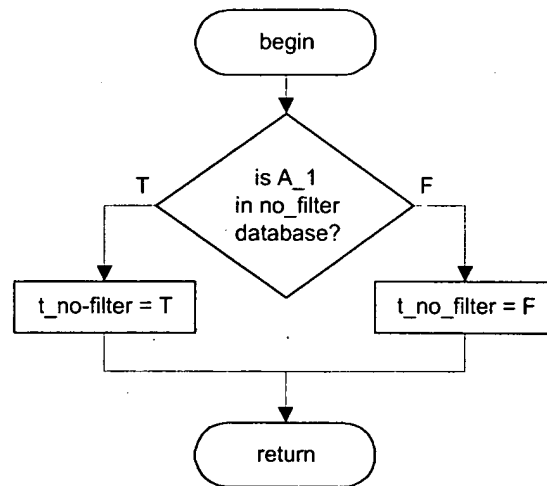 begin
is A_1
in no_filter
database?
T
F
t_no-filter = T
t_no_filter = F
return